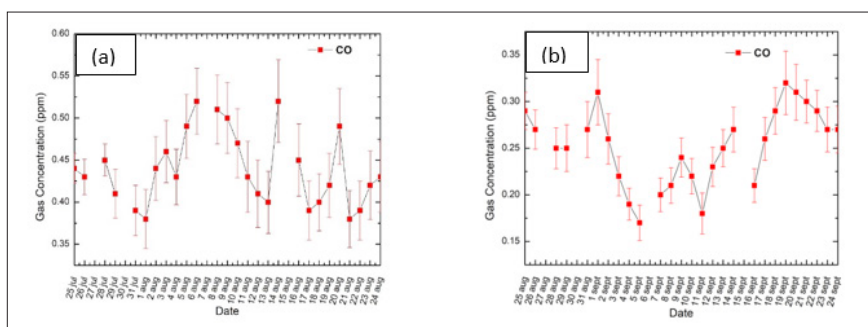 (a)
CO
0.60
0.55
0.50
0.45
0.40
0.35
Gas Concentration (ppm)
25 jul
26 jul
27 jul
28 jul
29 jul
30 jul
31 jul
1 aug
2 aug
3 aug
4 aug
5 aug
6 aug
7 aug
8 aug
9 aug
10 aug
11 aug
12 aug
13 aug
14 aug
15 aug
16 aug
17 aug
18 aug
19 aug
20 aug
21 aug
22 aug
23 aug
24 aug
Date
(b)
CO
0.35
0.30
0.25
0.20
0.15
Gas Concentration (ppm)
25 aug
26 aug
27 aug
28 aug
29 aug
30 aug
31 aug
1 sept
2 sept
3 sept
4 sept
5 sept
6 sept
7 sept
8 sept
9 sept
10 sept
11 sept
12 sept
13 sept
14 sept
15 sept
16 sept
17 sept
18 sept
19 sept
20 sept
21 sept
22 sept
23 sept
24 sept
Date